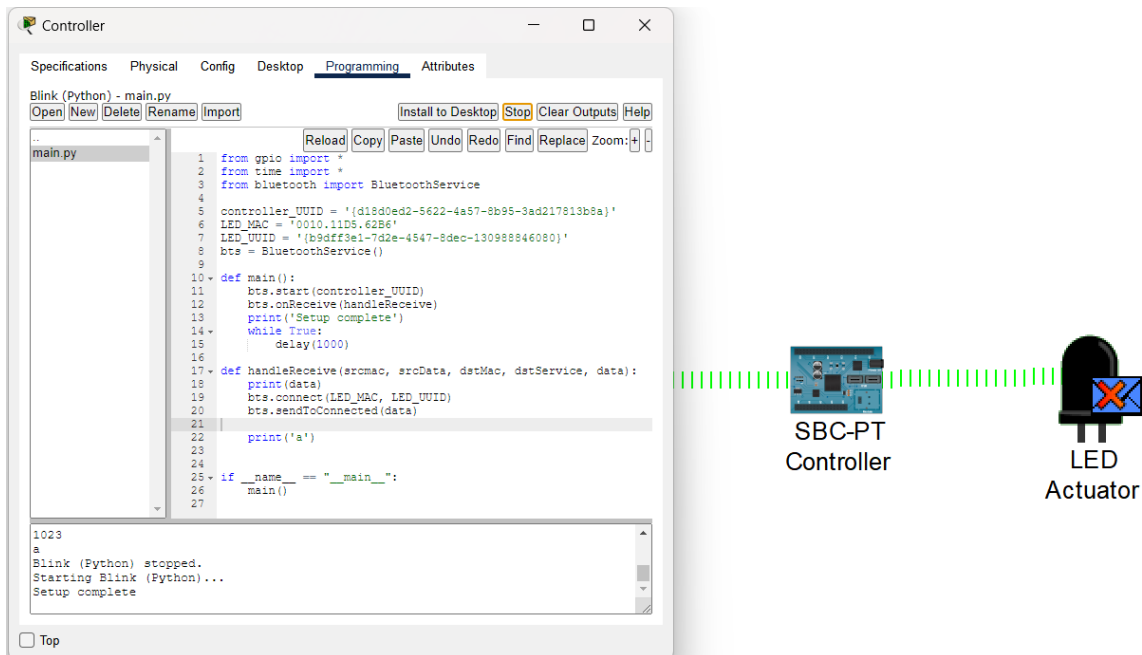 Controller
Specifications Physical Config Desktop Programming Attributes
Blink (Python) - main.py
Open New Delete Rename Import Install to Desktop Stop Clear Outputs Help
..
main.py
Reload Copy Paste Undo Redo Find Replace Zoom: + -
1 from gpio import *
2 from time import *
3 from bluetooth import BluetoothService
4
5 controller_UUID = '{d18d0ed2-5622-4a57-8b95-3ad217813b8a}'
6 LED_MAC = '0010.11D5.62B6'
7 LED_UUID = '{b9dff3e1-7d2e-4547-8dec-130988846080}'
8 bts = BluetoothService()
9
10 def main():
11     bts.start(controller_UUID)
12     bts.onReceive(handleReceive)
13     print('Setup complete')
14     while True:
15         delay(1000)
16
17 def handleReceive(srcmac, srcData, dstMac, dstService, data):
18     print(data)
19     bts.connect(LED_MAC, LED_UUID)
20     bts.sendToConnected(data)
21
22     print('a')
23
24
25 if __name__ == "__main__":
26     main()
27
1023
a
Blink (Python) stopped.
Starting Blink (Python)...
Setup complete
Top
SBC-PT
Controller
LED
Actuator